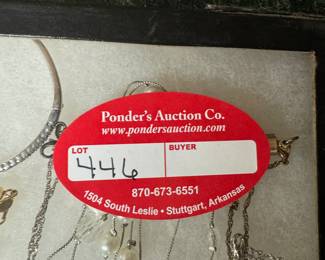 Ponder's Auction Co.
www.pondersauction.com
LOT
BUYER
446
870-673-6551
1504 South Leslie • Stuttgart, Arkansas